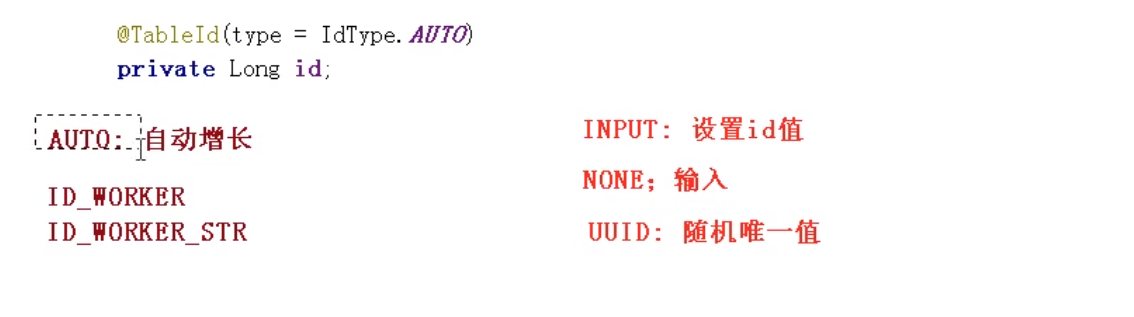 @TableId(type = IdType.AUTO)
private Long id;
AUTO: 自动增长
ID_WORKER
ID_WORKER_STR
INPUT: 设置id值
NONE; 输入
UUID: 随机唯一值